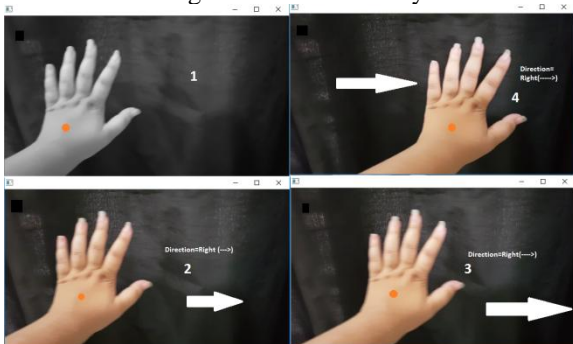 1
Direction=
Right(----->)
4
Direction=Right (--->)
2
Direction=Right(---->)
3